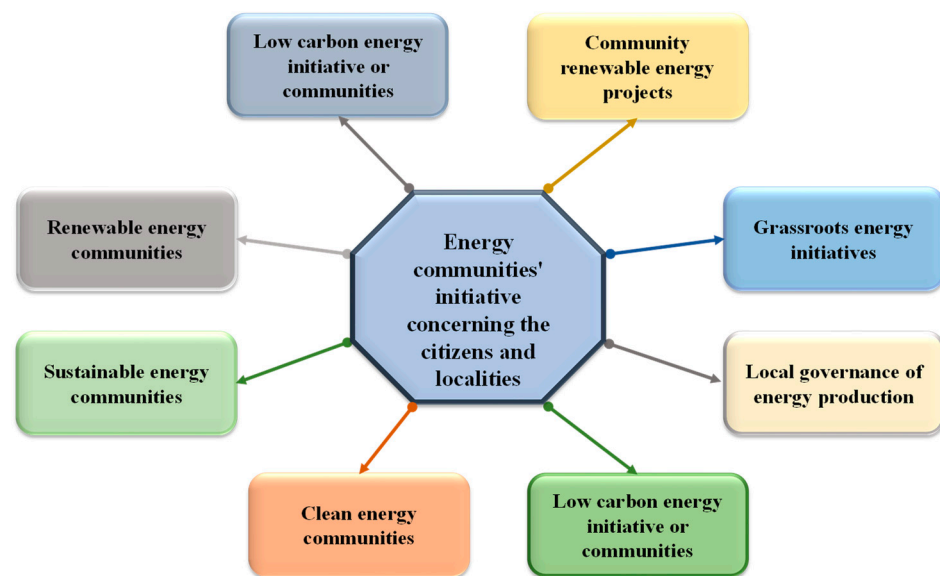 Low carbon energy
initiative or
communities
Community
renewable energy
projects
Renewable energy
communities
Energy
communities'
initiative
concerning the
citizens and
localities
Grassroots energy
initiatives
Sustainable energy
communities
Local governance of
energy production
Clean energy
communities
Low carbon energy
initiative or
communities